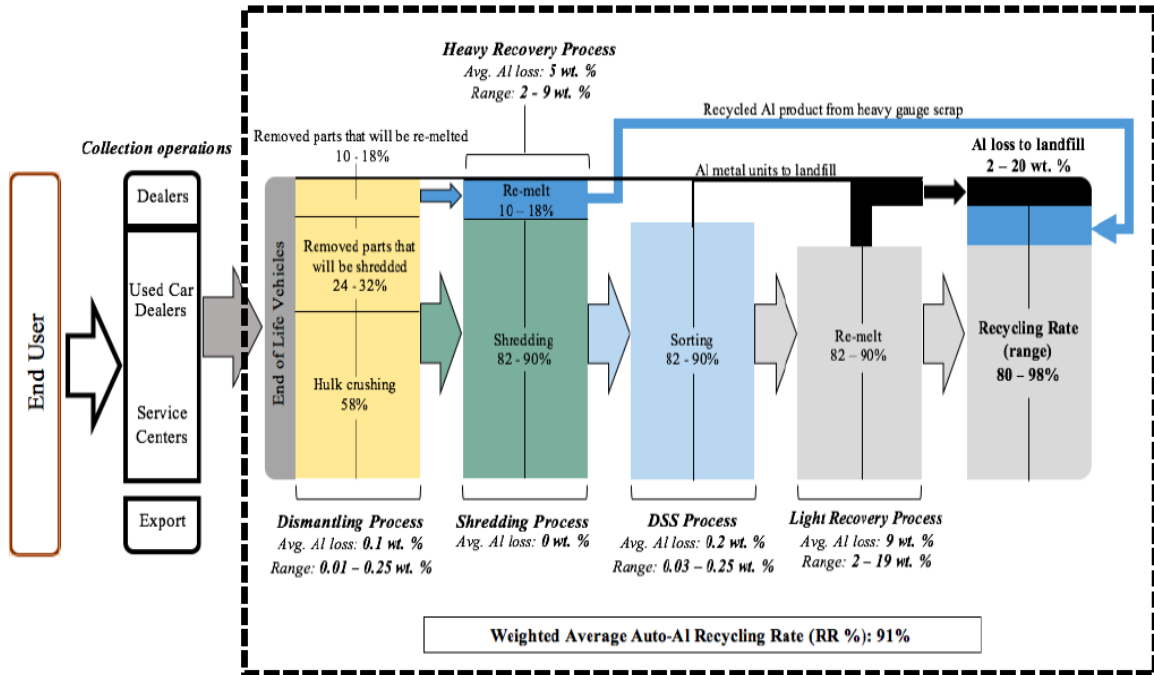 Heavy Recovery Process
Avg. Al loss: 5 wt. %
Range: 2 - 9 wt. %
Recycled Al product from heavy gauge scrap
Removed parts that will be re-melted
10 - 18%
Collection operations
Al loss to landfill
2 – 20 wt. %
Al metal units to landfill
End User
Dealers
Used Car
Dealers
Service
Centers
Export
End of Life Vehicles
Removed parts that
will be shredded
24 - 32%
Hulk crushing
58%
Re-melt
10 – 18%
Shredding
82 - 90%
Sorting
82 - 90%
Re-melt
82 – 90%
Recycling Rate
(range)
80 – 98%
Dismantling Process
Avg. Al loss: 0.1 wt. %
Range: 0.01 – 0.25 wt. %
Shredding Process
Avg. Al loss: 0 wt. %
DSS Process
Avg. Al loss: 0.2 wt. %
Range: 0.03 – 0.25 wt. %
Light Recovery Process
Avg. Al loss: 9 wt. %
Range: 2 – 19 wt. %
Weighted Average Auto-Al Recycling Rate (RR %): 91%